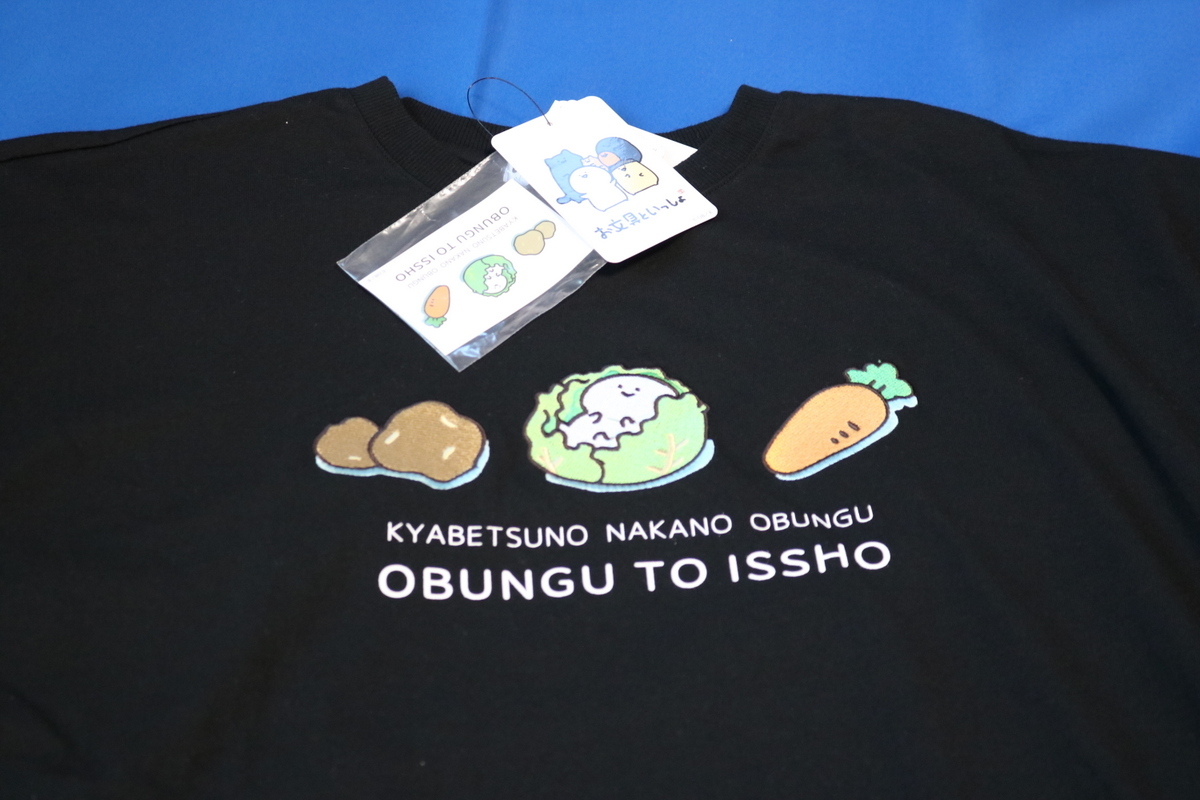 お文具といっしょ
OBUNGU TO ISSHO
KYABETSUNO NAKANO OBUNGU
KYABETSUNO NAKANO OBUNGU
OBUNGU TO ISSHO